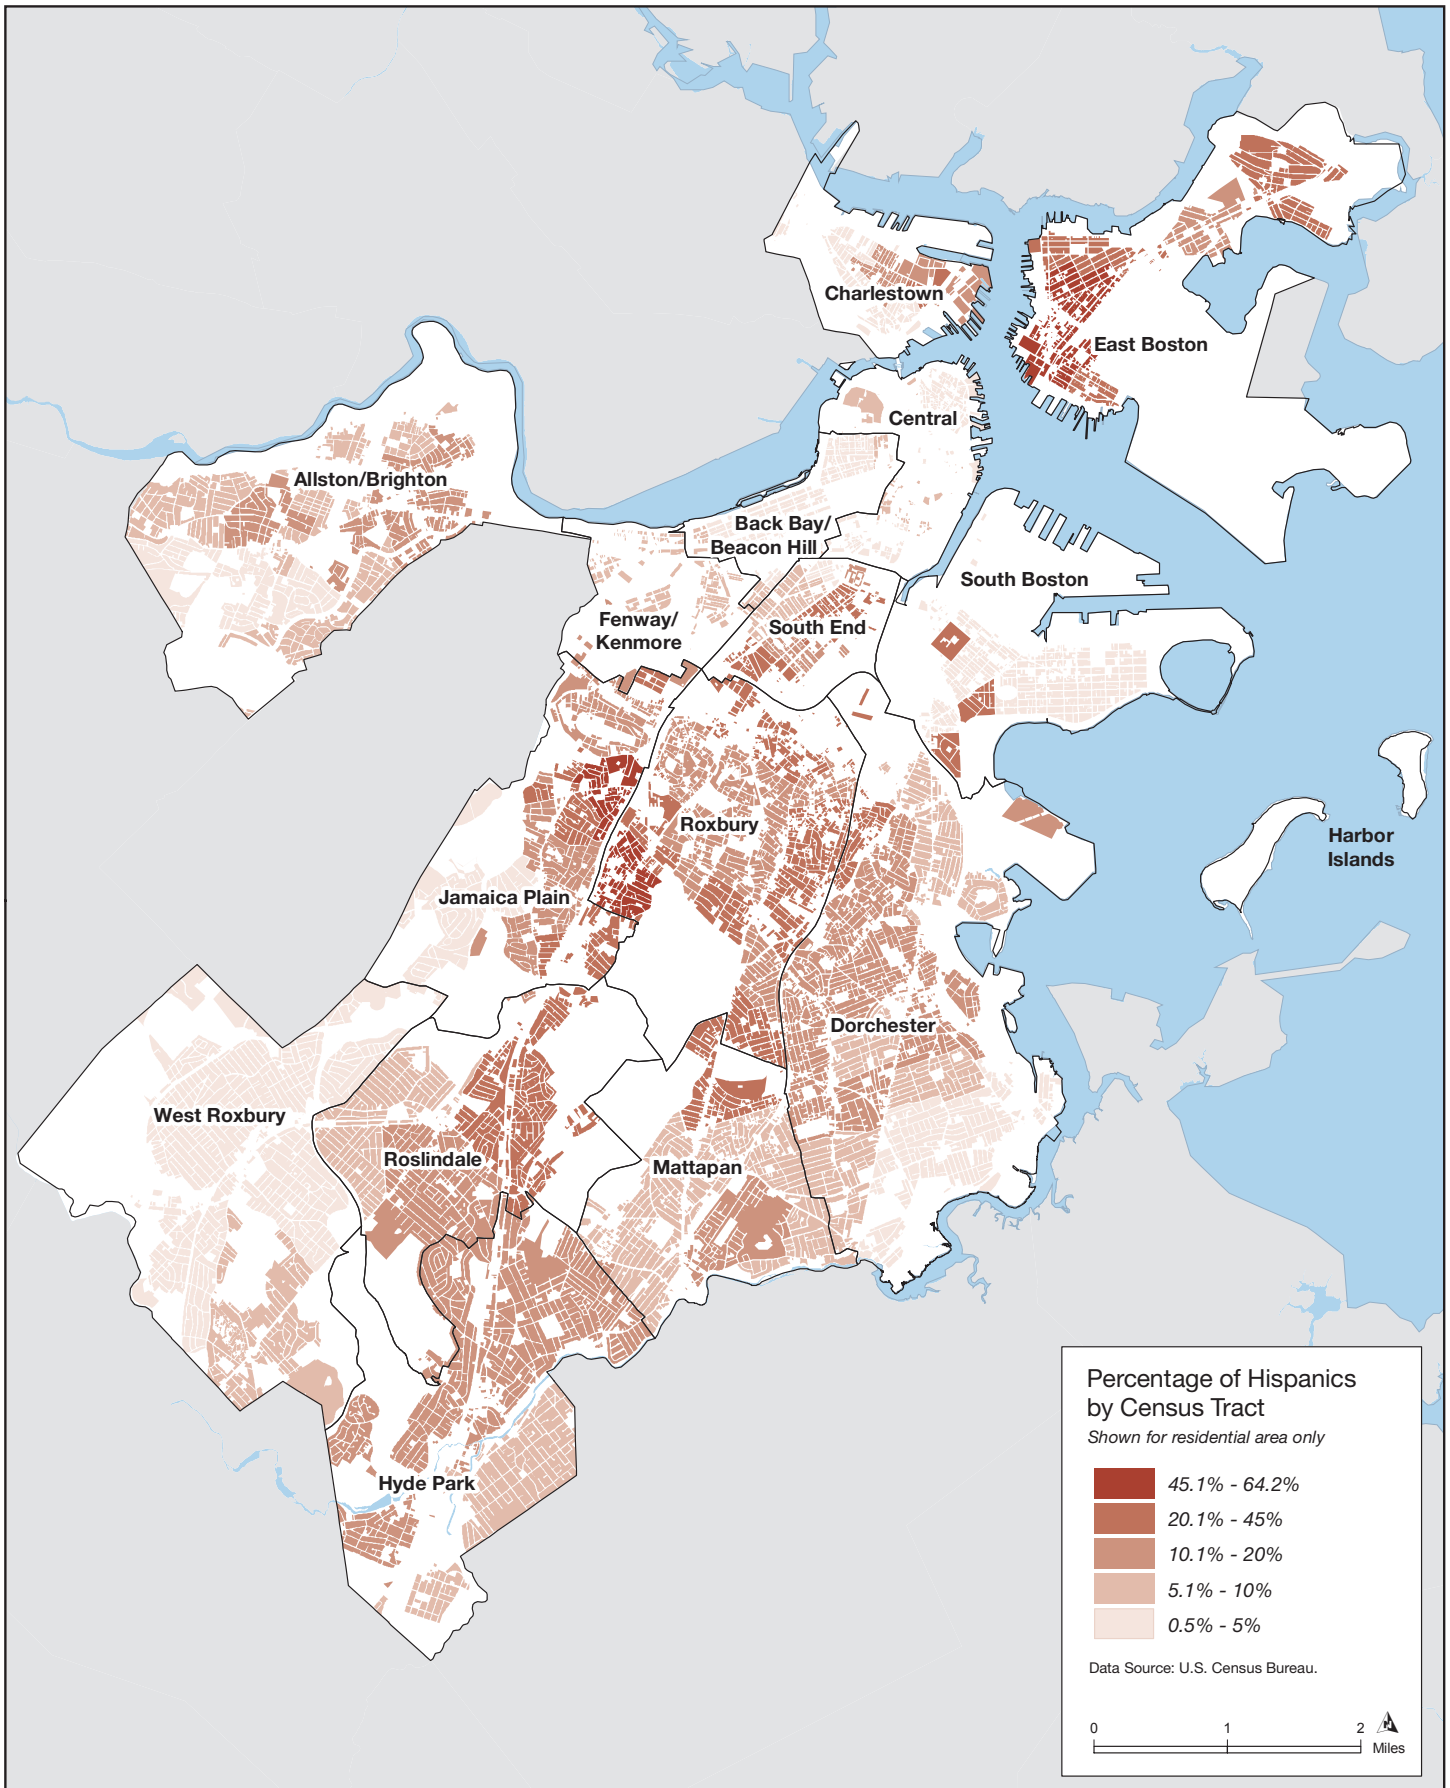 Charlestown
East Boston
Central
Allston/Brighton
Back Bay/
Beacon Hill
South Boston
Fenway/
Kenmore
South End
Roxbury
Harbor
Islands
Jamaica Plain
Dorchester
West Roxbury
Roslindale
Mattapan
Hyde Park
Percentage of Hispanics
by Census Tract
Shown for residential area only
45.1% - 64.2%
20.1% - 45%
10.1% - 20%
5.1% - 10%
0.5% - 5%
Data Source: U.S. Census Bureau.
0 1 2
Miles